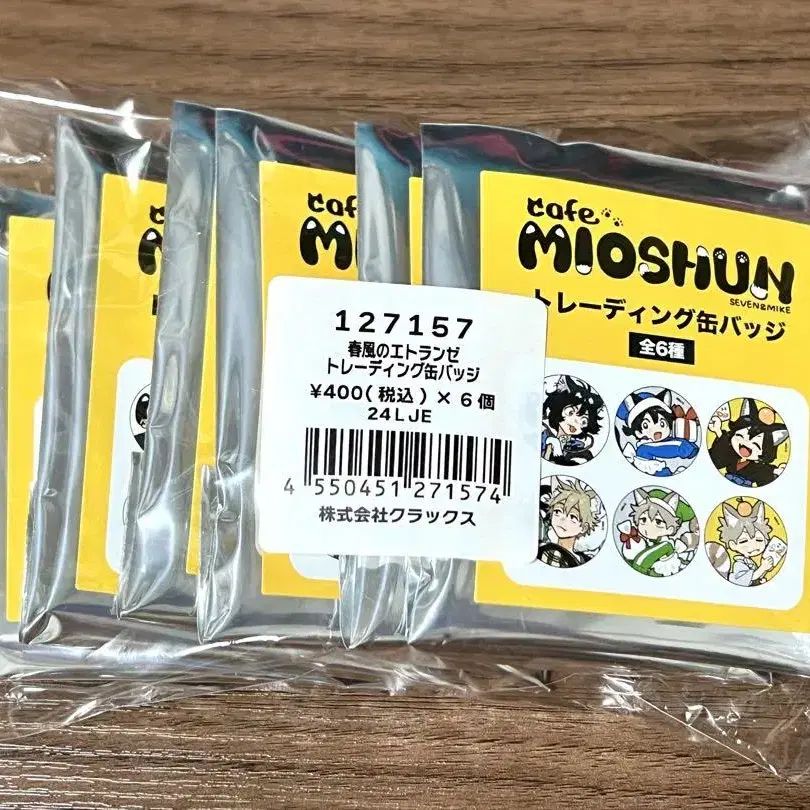 cafe
MIOSHUN
SEVEN&MIKE
トレーディング缶バッジ
全6種
127157
春風のエトランゼ
トレーディング缶バッジ
¥400(税込)×6個
24LJE
4 550451 271574
株式会社クラックス
cafe
M
caf
M